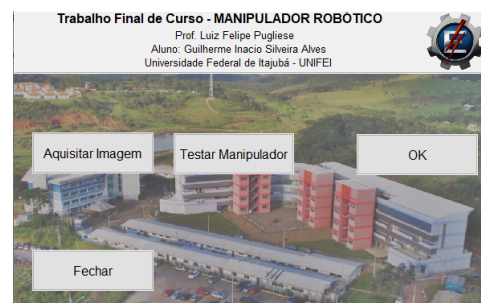 Trabalho Final de Curso - MANIPULADOR ROBÓTICO
Prof. Luiz Felipe Pugliese
Aluno: Guilherme Inacio Silveira Alves
Universidade Federal de Itajubá - UNIFEI
Aquisitar Imagem
Testar Manipulador
OK
Fechar